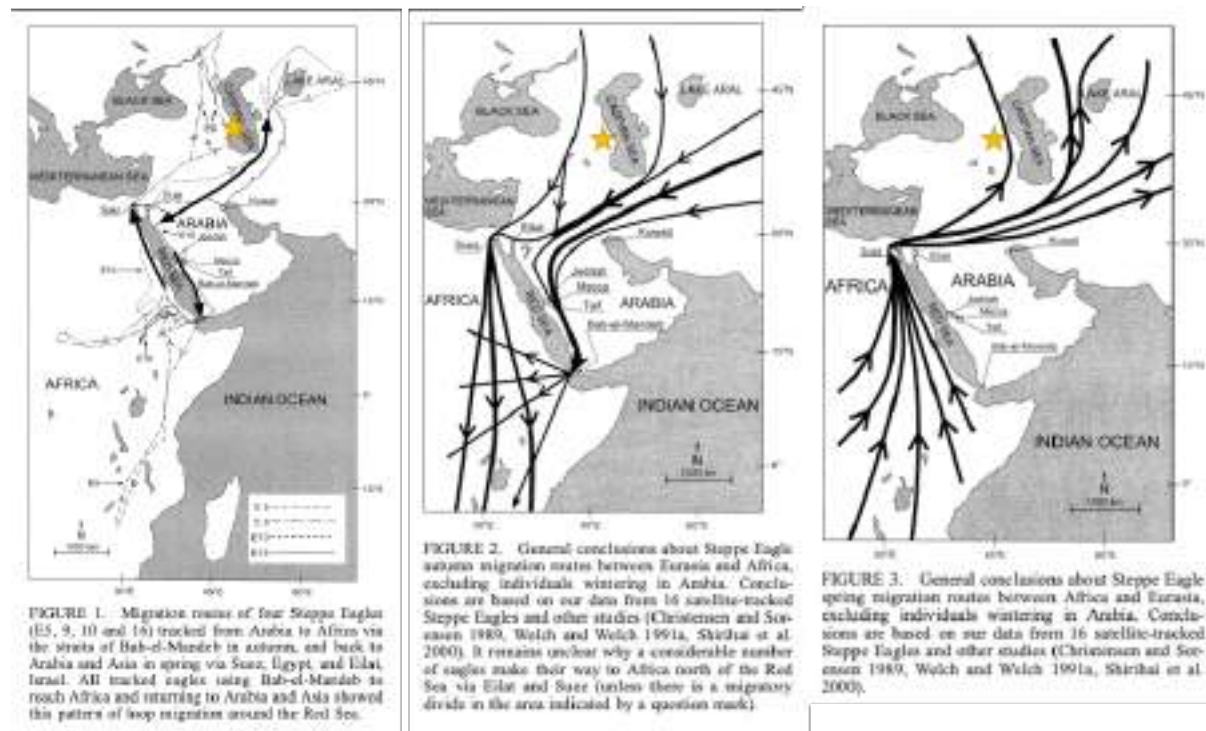 BLACK SEA
CASPIAN SEA
LAKE ARAL
MEDITERRANEAN SEA
Suez
Eilat
Kuwait
ARABIA
Jeddah
Mecca
Taif
Bab-el-Mandeb
RED SEA
AFRICA
INDIAN OCEAN
N
1000 km
FIGURE 1. Migration routes of four Steppe Eagles
(E5, 9, 10 and 16) tracked from Arabia to Africa via
the straits of Bab-el-Mandeb in autumn, and back to
Arabia and Asia in spring via Suez, Egypt, and Eilat,
Israel. All tracked eagles using Bab-el-Mandeb to
reach Africa and returning to Arabia and Asia showed
this pattern of loop migration around the Red Sea.
BLACK SEA
CASPIAN SEA
LAKE ARAL
MEDITERRANEAN
SEA
Eilat
Suez
Kuwait
Jeddah
Mecca
Taif
AFRICA
RED SEA
ARABIA
Bab-el-Mandeb
INDIAN OCEAN
N
1000 km
FIGURE 2. General conclusions about Steppe Eagle
autumn migration routes between Eurasia and Africa,
excluding individuals wintering in Arabia. Conclu-
sions are based on our data from 16 satellite-tracked
Steppe Eagles and other studies (Christensen and Sor-
ensen 1989, Welch and Welch 1991a, Shirihai et al.
2000). It remains unclear why a considerable number
of eagles make their way to Africa north of the Red
Sea via Eilat and Suez (unless there is a migratory
divide in the area indicated by a question mark).
BLACK SEA
CASPIAN SEA
LAKE ARAL
MEDITERRANEAN
SEA
Suez
Eilat
Kuwait
AFRICA
ARABIA
RED SEA
Jeddah
Mecca
Taif
Bab-el-Mandeb
INDIAN OCEAN
N
1000 km
FIGURE 3. General conclusions about Steppe Eagle
spring migration routes between Africa and Eurasia,
excluding individuals wintering in Arabia. Conclu-
sions are based on our data from 16 satellite-tracked
Steppe Eagles and other studies (Christensen and Sor-
ensen 1989, Welch and Welch 1991a, Shirihai et al.
2000).